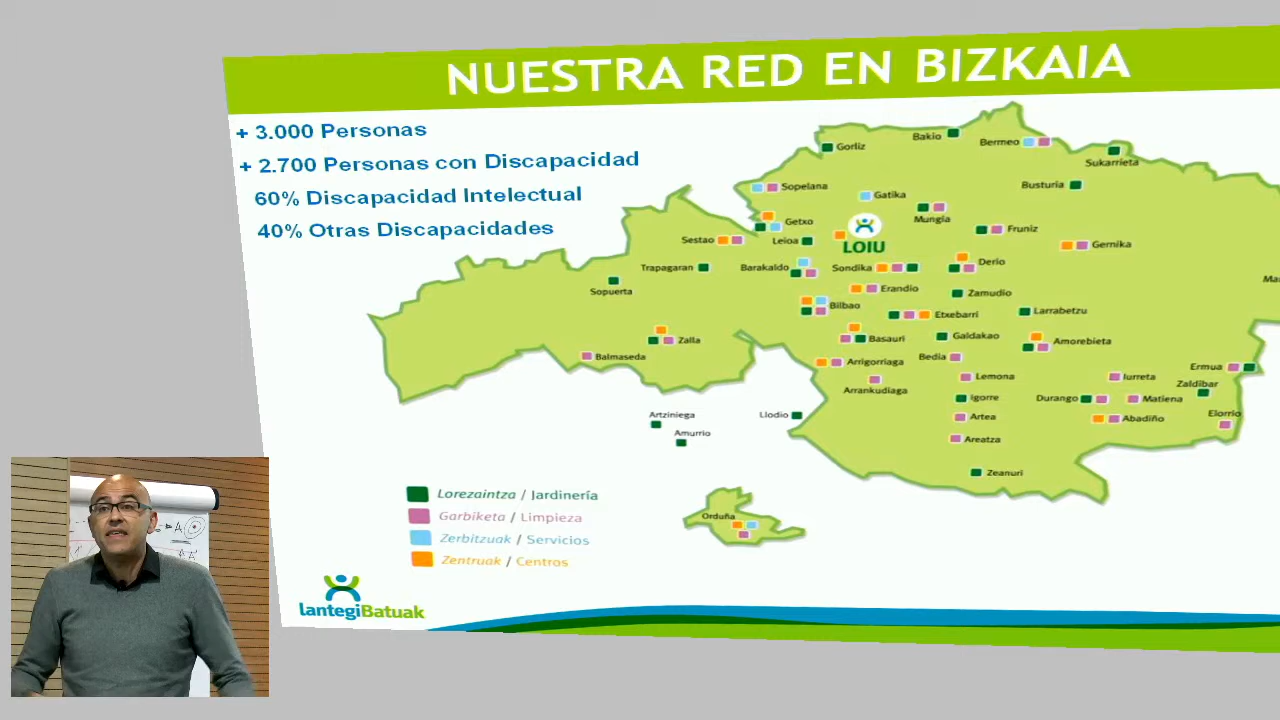 NUESTRA RED EN BIZKAIA
+ 3.000 Personas
+ 2.700 Personas con Discapacidad
60% Discapacidad Intelectual
40% Otras Discapacidades
Bakio
Gorliz
Bermeo
Sukarrieta
Sopelana
Gatika
Busturia
Getxo
Mungia
Fruniz
Sestao
Leioa
LOIU
Gernika
Trapagaran
Barakaldo
Sondika
Derio
Sopuerta
Erandio
Zamudio
Bilbao
Etxebarri
Larrabetzu
Zalla
Basauri
Galdakao
Amorebieta
Balmaseda
Arrigorriaga
Bedia
Ermua
Arrankudiaga
Lemona
Iurreta
Zaldibar
Igorre
Durango
Matiena
Artziniega
Llodio
Artea
Abadiño
Elorrio
Amurrio
Areatza
Zeanuri
Lorezaintza / Jardinería
Garbiketa / Limpieza
Zerbitzuak / Servicios
Zentruak / Centros
Orduña
lantegiBatuak